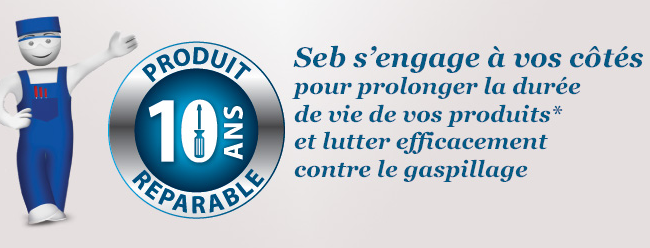 PRODUIT
10 ANS
REPARABLE
Seb s'engage à vos côtés
pour prolonger la durée
de vie de vos produits*
et lutter efficacement
contre le gaspillage